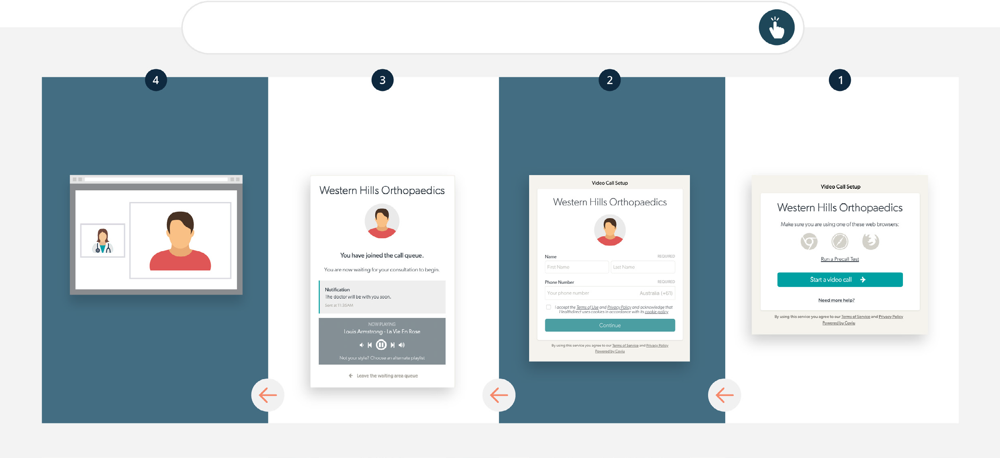 1
Video Call Setup
Western Hills Orthopaedics
Make sure you are using one of these web browsers:
Run a Precall Test
Start a video call
Need more help?
By using this service you agree to our Terms of Service and Privacy Policy
Powered by Coviu
2
Video Call Setup
Western Hills Orthopaedics
Name REQUIRED
First Name Last Name
Phone Number REQUIRED
Your phone number Australia (+61)
I accept the Terms of Use and Privacy Policy and acknowledge that
Healthdirect uses cookies in accordance with its cookie policy
Continue
By using this service you agree to our Terms of Service and Privacy Policy
Powered by Coviu
3
Western Hills Orthopaedics
You have joined the call queue.
You are now waiting for your consultation to begin.
Notification
The doctor will be with you soon.
Sent at 11:35AM
NOW PLAYING
Louis Armstrong - La Vie En Rose
Not your style? Choose an alternate playlist
Leave the waiting area queue
4